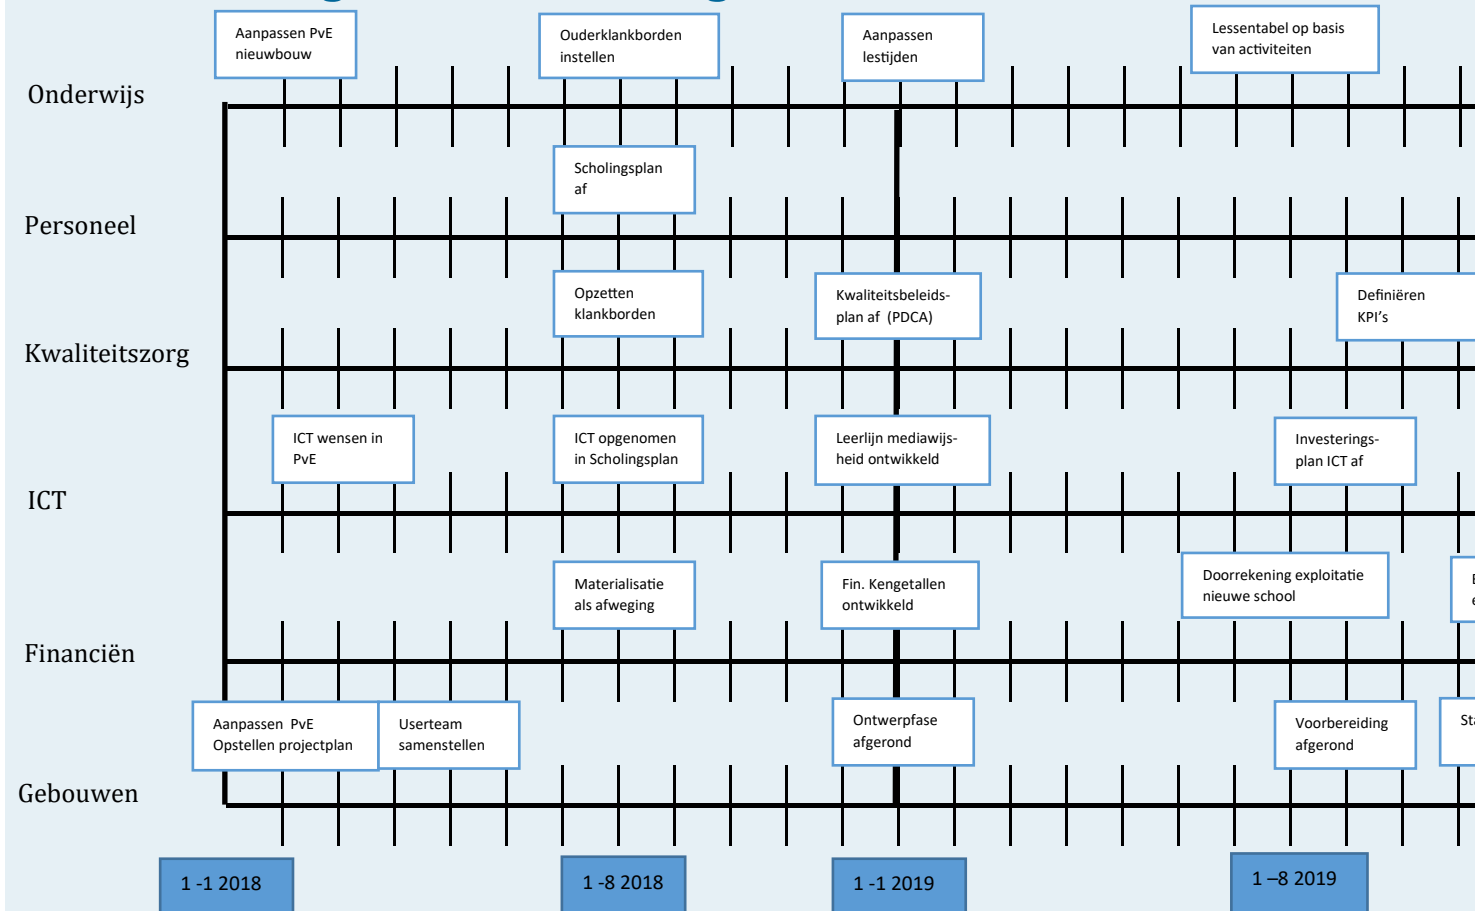 Aanpassen PvE
nieuwbouw
Ouderklankborden
instellen
Aanpassen
lestijden
Lessentabel op basis
van activiteiten
Onderwijs
Scholingsplan
af
Personeel
Opzetten
klankborden
Kwaliteitsbeleids-
plan af (PDCA)
Definiëren
KPI’s
Kwaliteitszorg
ICT wensen in
PvE
ICT opgenomen
in Scholingsplan
Leerlijn mediawijs-
heid ontwikkeld
Investerings-
plan ICT af
ICT
Materialisatie
als afweging
Fin. Kengetallen
ontwikkeld
Doorrekening exploitatie
nieuwe school
Financiën
Aanpassen PvE
Opstellen projectplan
Userteam
samenstellen
Ontwerpfase
afgerond
Voorbereiding
afgerond
Gebouwen
1 -1 2018
1 -8 2018
1 -1 2019
1 –8 2019